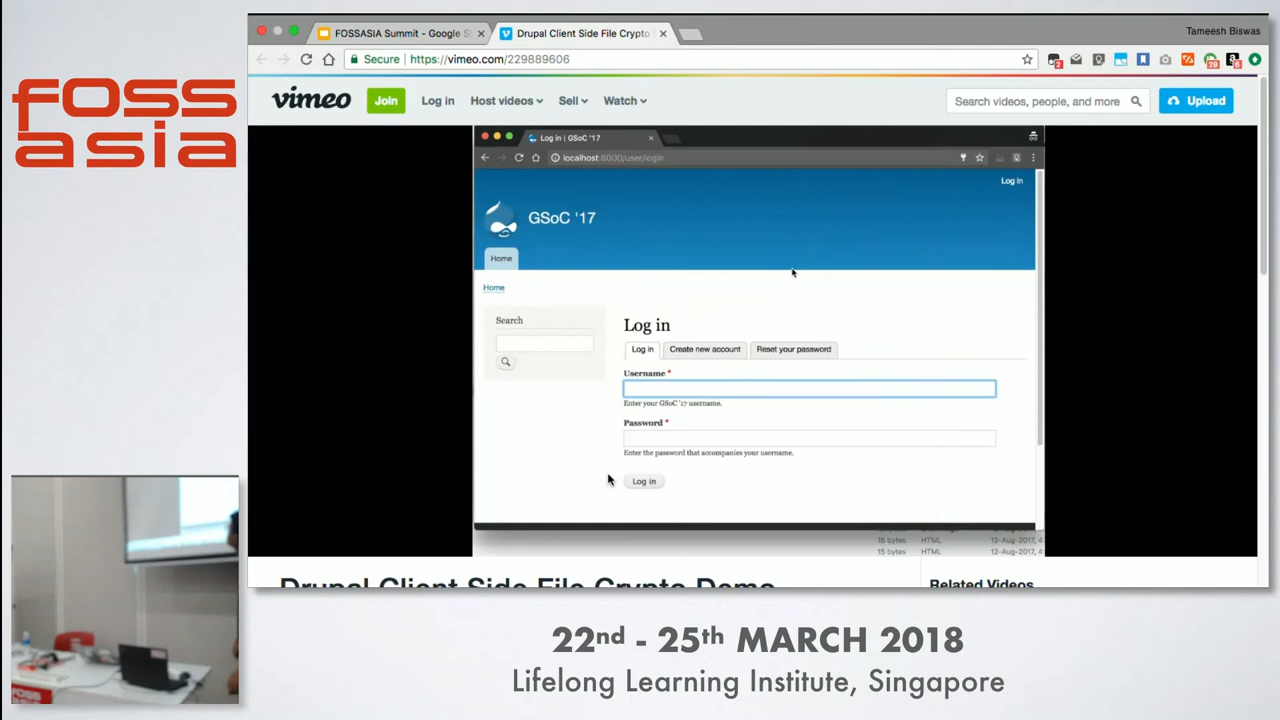 foss
asia
FOSSASIA Summit - Google Sl
Drupal Client Side File Crypto
Tameesh Biswas
Secure
https://vimeo.com/229889606
vimeo
Join
Log in
Host videos
Sell
Watch
Search videos, people, and more
Upload
Log in | GSoC '17
localhost:8000/user/login
Log in
GSoC '17
Home
Home
Search
Log in
Log in
Create new account
Reset your password
Username *
Enter your GSoC '17 username.
Password *
Enter the password that accompanies your username.
Log in
15 bytes HTML 12-Aug-2017, 4:
15 bytes HTML 12-Aug-2017, 4:
Drupal Client Side File Crypto Demo
Related Videos
FOSS
22nd - 25th MARCH 2018
Lifelong Learning Institute, Singapore